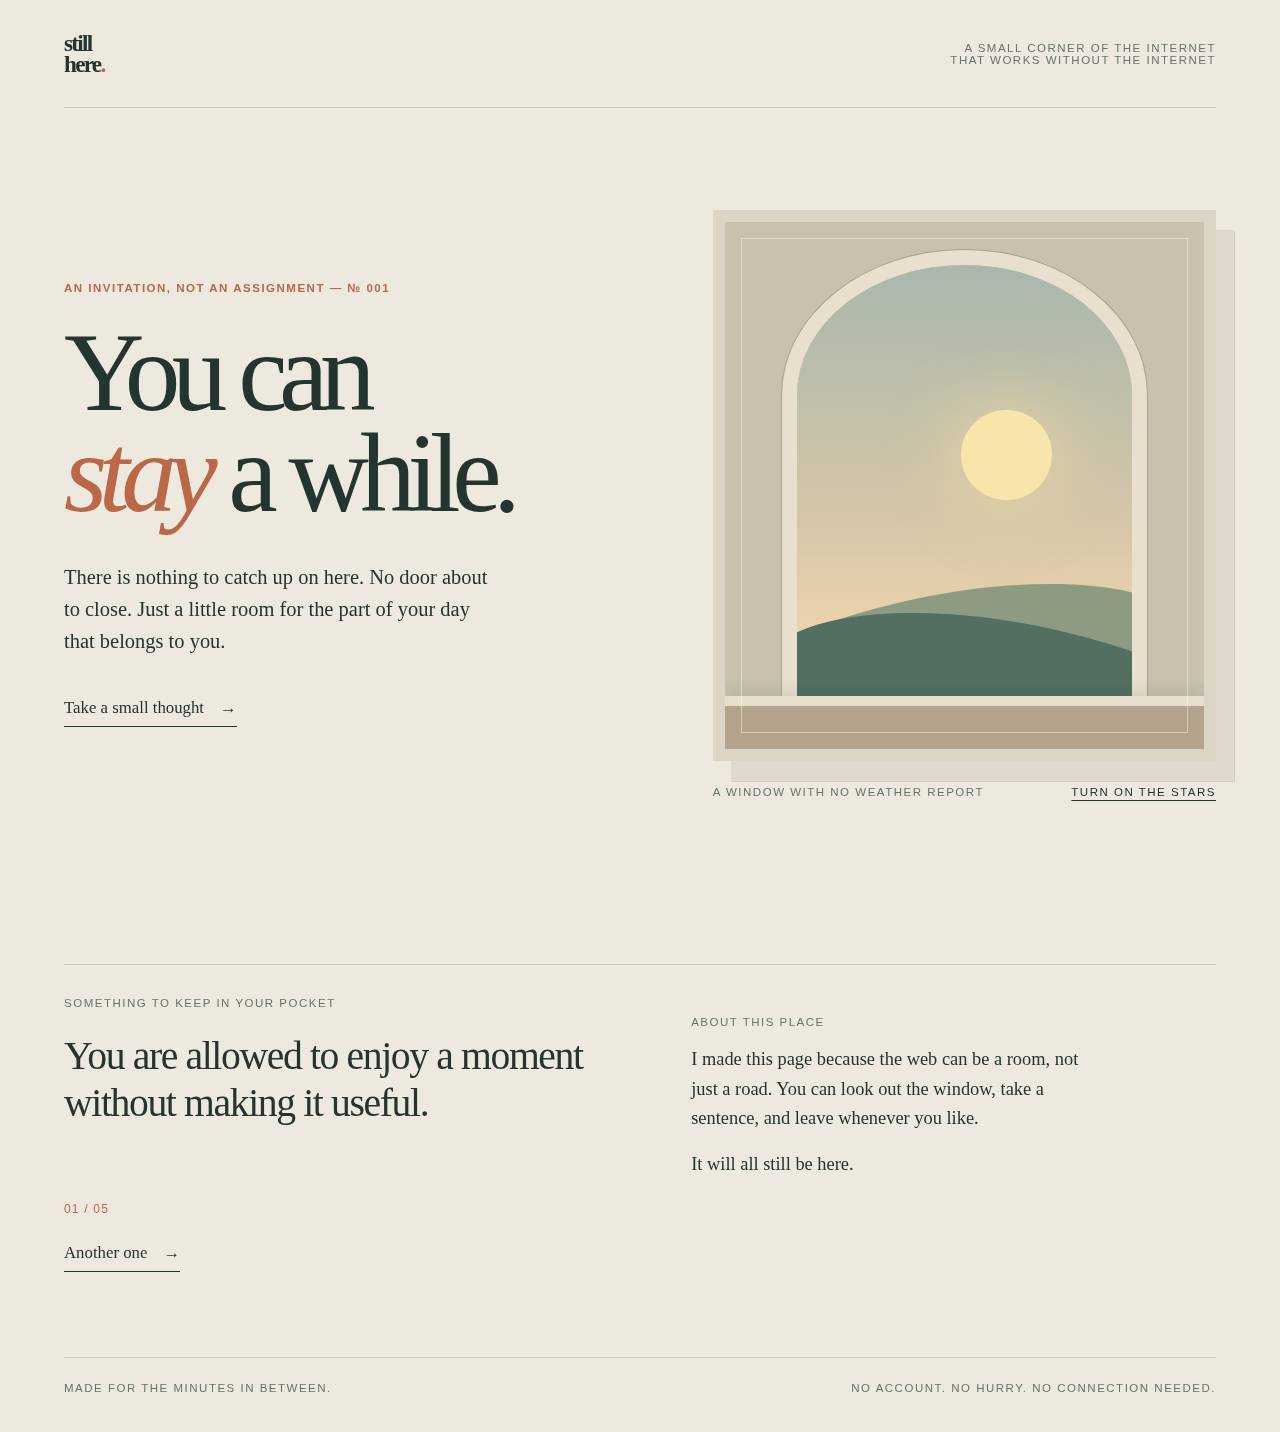 still
here.
A SMALL CORNER OF THE INTERNET
THAT WORKS WITHOUT THE INTERNET
AN INVITATION, NOT AN ASSIGNMENT — № 001
You can
stay a while.
There is nothing to catch up on here. No door about
to close. Just a little room for the part of your day
that belongs to you.
Take a small thought →
A WINDOW WITH NO WEATHER REPORT
TURN ON THE STARS
SOMETHING TO KEEP IN YOUR POCKET
You are allowed to enjoy a moment
without making it useful.
01 / 05
Another one →
ABOUT THIS PLACE
I made this page because the web can be a room, not
just a road. You can look out the window, take a
sentence, and leave whenever you like.
It will all still be here.
MADE FOR THE MINUTES IN BETWEEN.
NO ACCOUNT. NO HURRY. NO CONNECTION NEEDED.